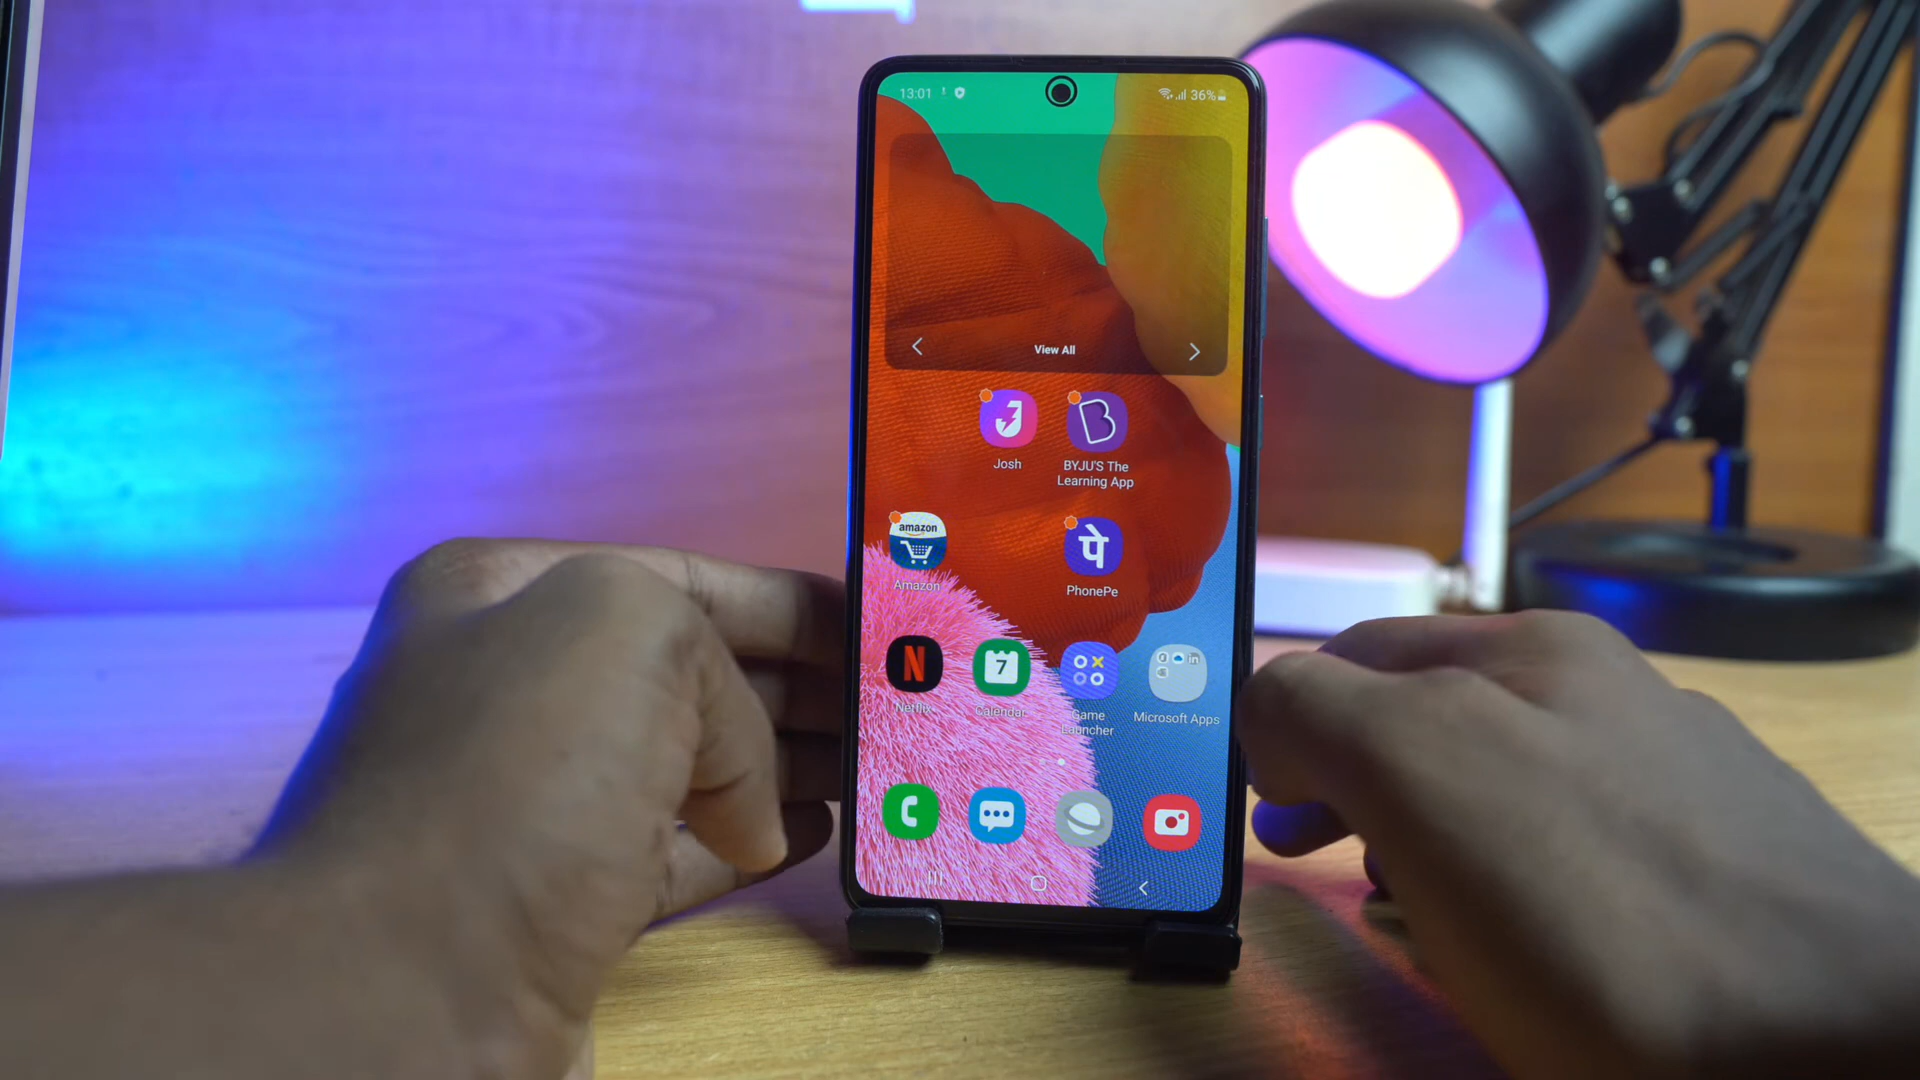 13:01
36%
View All
Josh
BYJU'S The
Learning App
amazon
Amazon
पे
PhonePe
N
7
in
Netflix
Calendar
Game
Launcher
Microsoft Apps